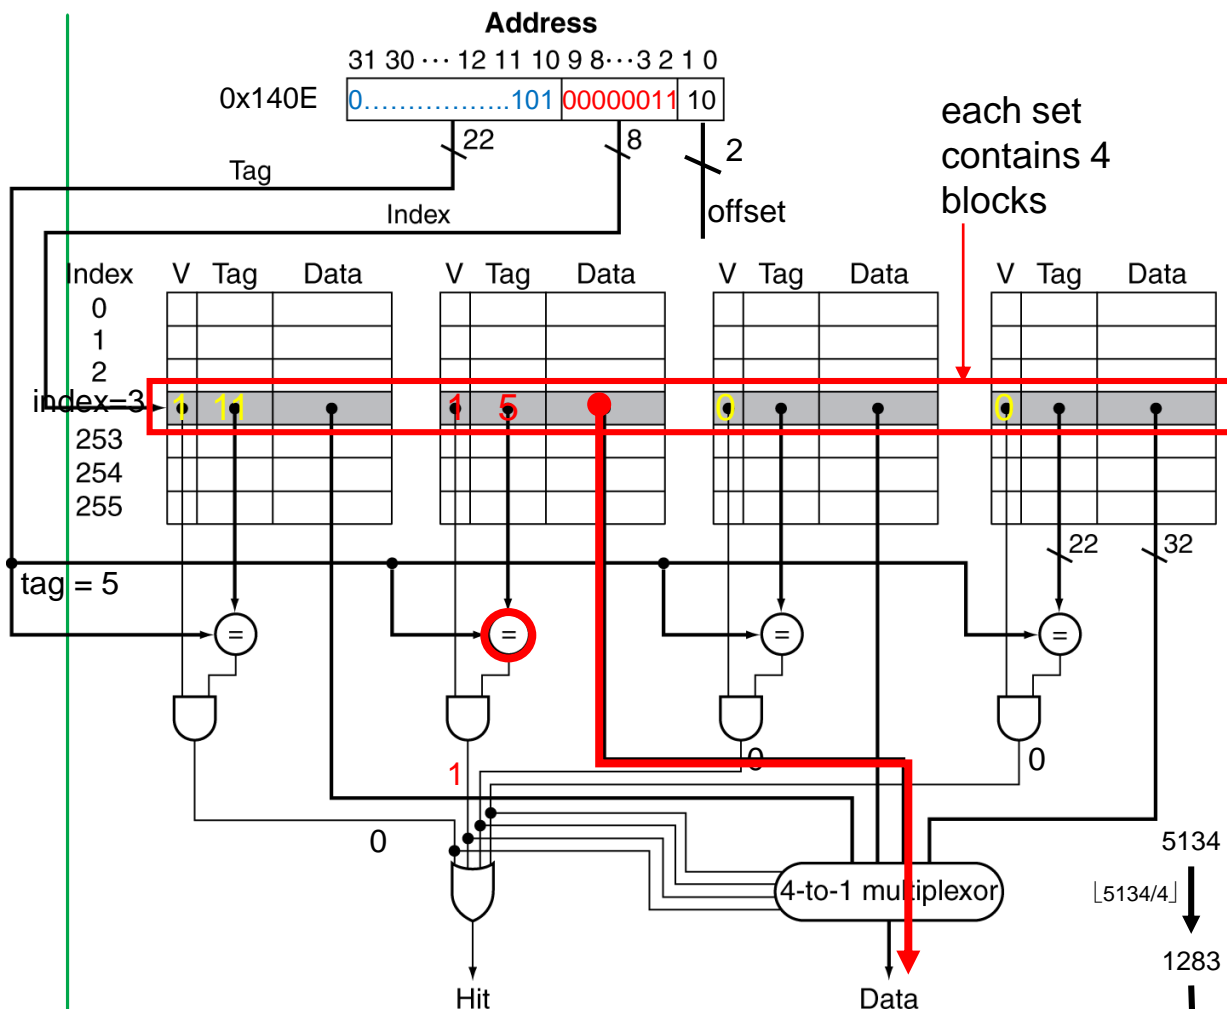 Address
31 30 ··· 12 11 10 9 8···3 2 1 0
0x140E 0……………..101 00000011 10
22 8 2
Tag
Index
offset
each set
contains 4
blocks
Index V Tag Data V Tag Data V Tag Data V Tag Data
0
1
2
index=3 1 11 1 5 0 0
253
254
255
22 32
tag = 5
= = = =
1 0 0
0
4-to-1 multiplexor
5134
⌊5134/4⌋
1283
Hit Data